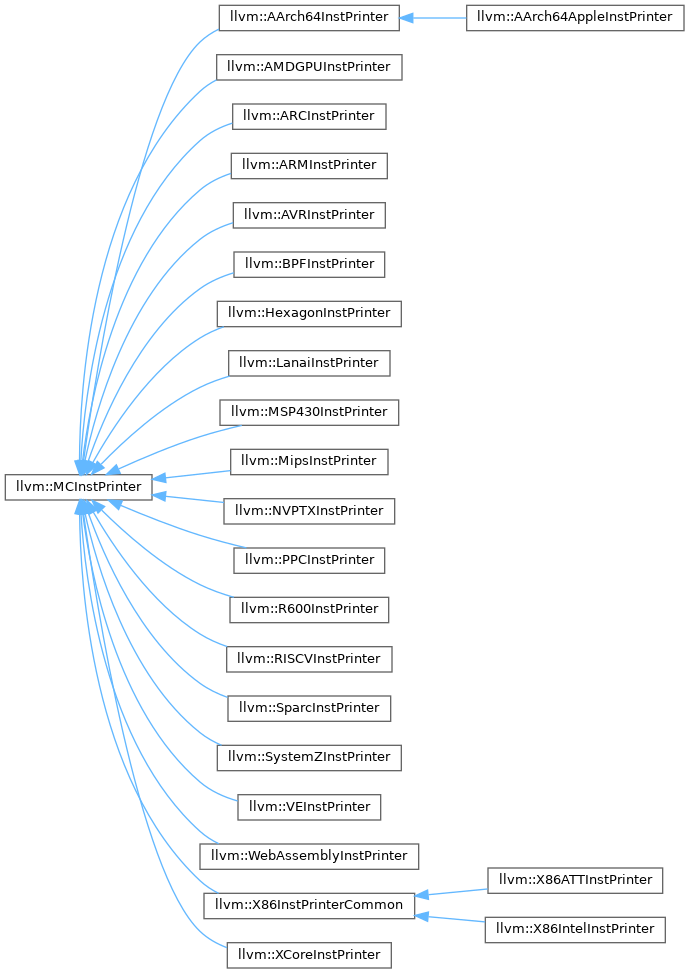 llvm::AArch64InstPrinter
llvm::AArch64AppleInstPrinter
llvm::AMDGPUInstPrinter
llvm::ARCInstPrinter
llvm::ARMInstPrinter
llvm::AVRInstPrinter
llvm::BPFInstPrinter
llvm::HexagonInstPrinter
llvm::LanaiInstPrinter
llvm::MSP430InstPrinter
llvm::MipsInstPrinter
llvm::MCInstPrinter
llvm::NVPTXInstPrinter
llvm::PPCInstPrinter
llvm::R600InstPrinter
llvm::RISCVInstPrinter
llvm::SparcInstPrinter
llvm::SystemZInstPrinter
llvm::VEInstPrinter
llvm::WebAssemblyInstPrinter
llvm::X86ATTInstPrinter
llvm::X86InstPrinterCommon
llvm::X86IntelInstPrinter
llvm::XCoreInstPrinter